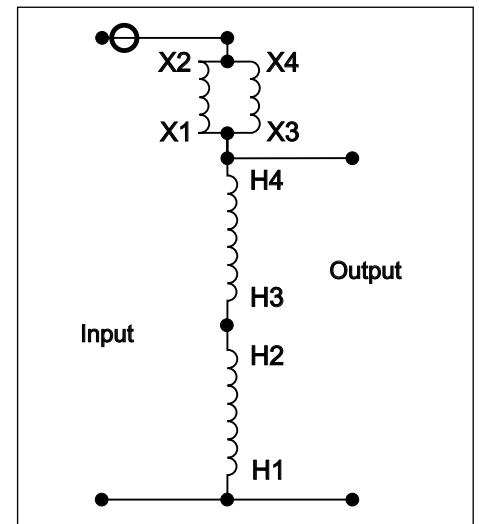 X2 X4
X1 X3
H4
Output
H3
Input
H2
H1